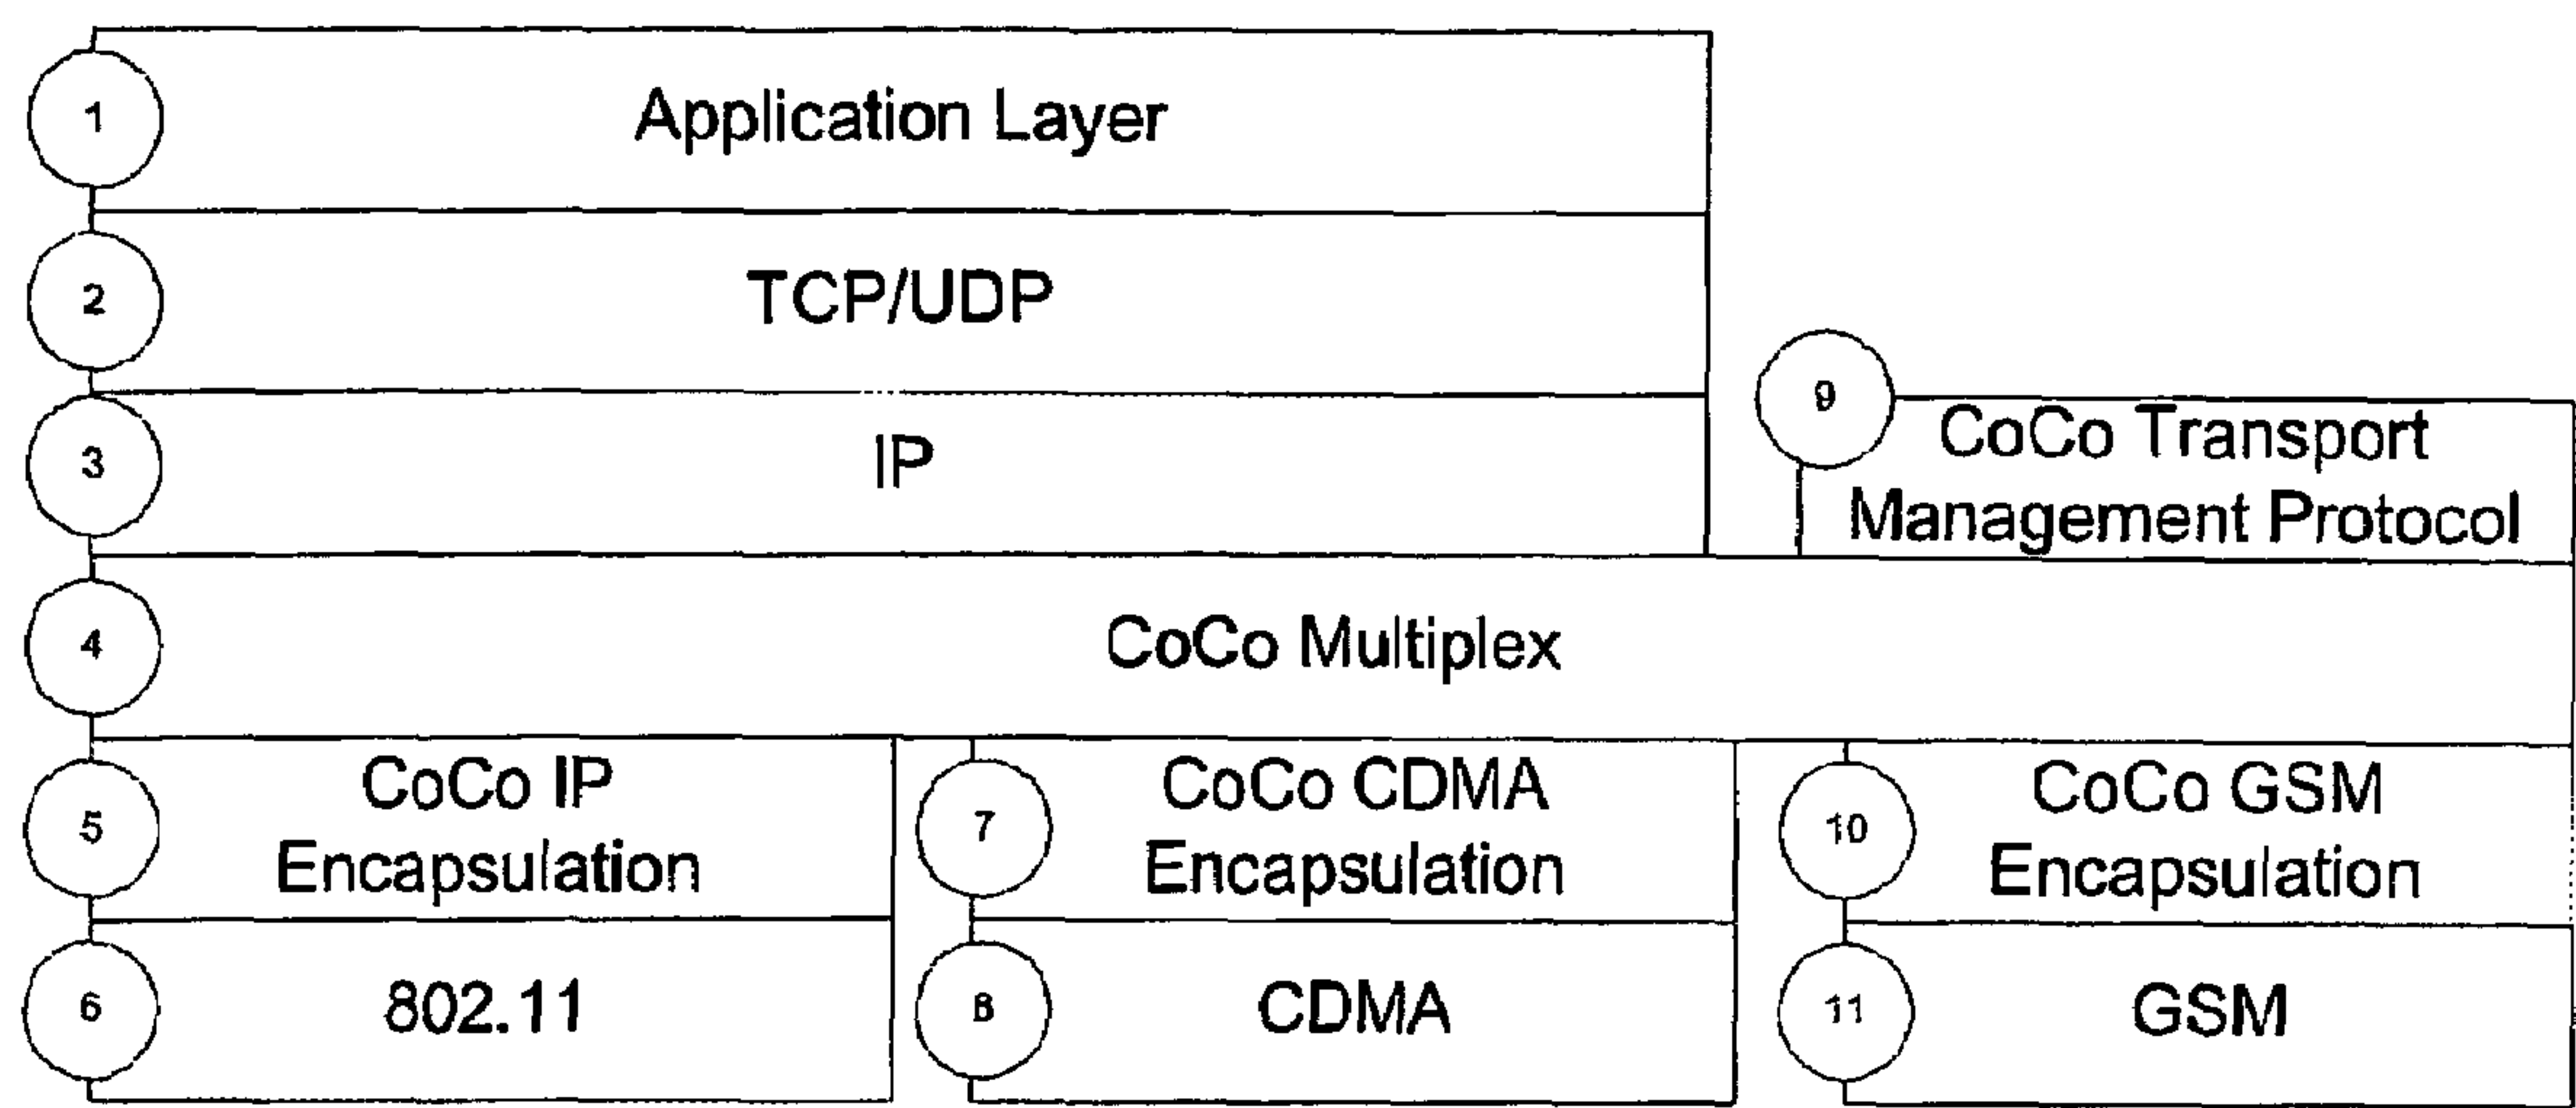 1
Application Layer
2
TCP/UDP
3
IP
9
CoCo Transport
Management Protocol
4
CoCo Multiplex
5
CoCo IP
Encapsulation
7
CoCo CDMA
Encapsulation
10
CoCo GSM
Encapsulation
6
802.11
8
CDMA
11
GSM